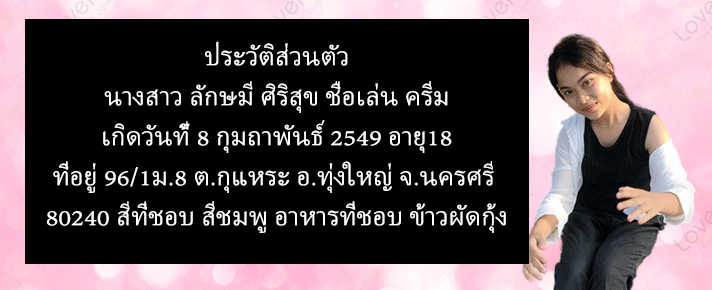 ประวัติส่วนตัว
นางสาว ลักษมี ศิริสุข ชื่อเล่น ครีม
เกิดวันที่ 8 กุมภาพันธ์ 2549 อายุ18
ที่อยู่ 96/1ม.8 ต.กุแหระ อ.ทุ่งใหญ่ จ.นครศรี
80240 สีที่ชอบ สีชมพู อาหารที่ชอบ ข้าวผัดกุ้ง